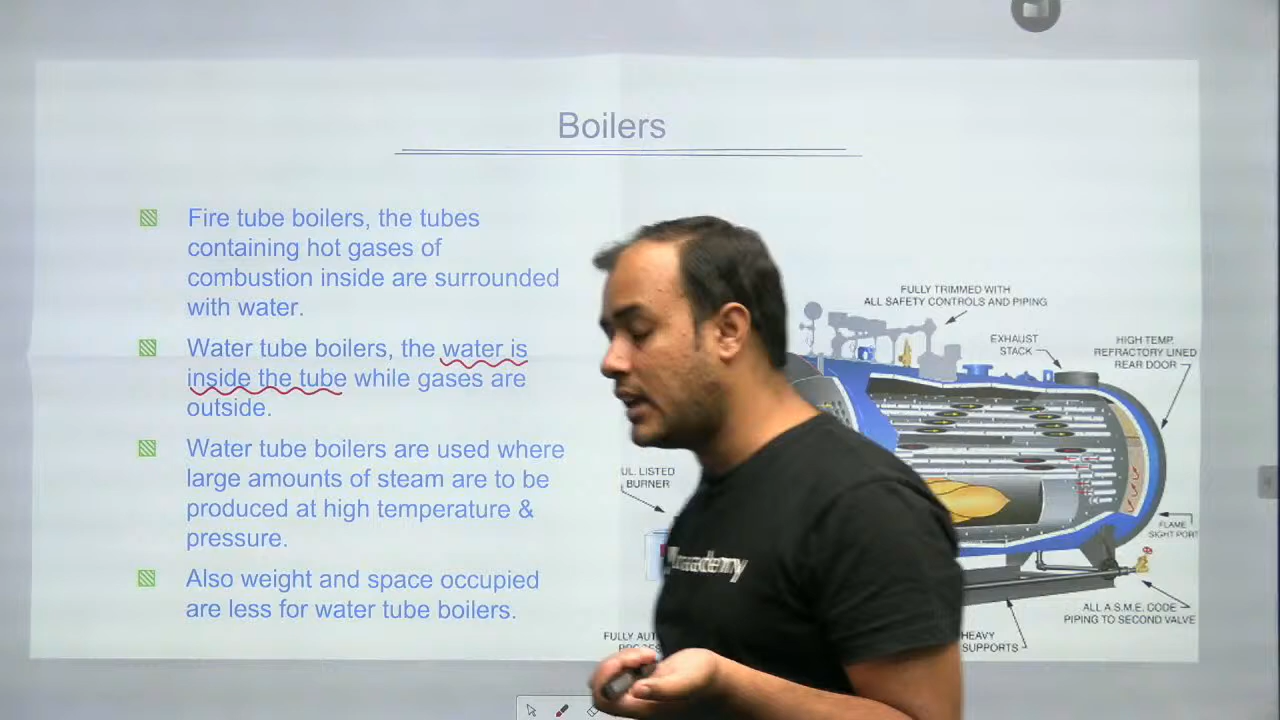 Boilers
Fire tube boilers, the tubes
containing hot gases of
combustion inside are surrounded
with water.
Water tube boilers, the water is
inside the tube while gases are
outside.
Water tube boilers are used where
large amounts of steam are to be
produced at high temperature &
pressure.
Also weight and space occupied
are less for water tube boilers.
FULLY TRIMMED WITH
ALL SAFETY CONTROLS AND PIPING
EXHAUST
STACK
HIGH TEMP.
REFRACTORY LINED
REAR DOOR
UL. LISTED
BURNER
FLAME
SIGHT PORT
ALL A S.M.E. CODE
PIPING TO SECOND VALVE
HEAVY
SUPPORTS
FULLY